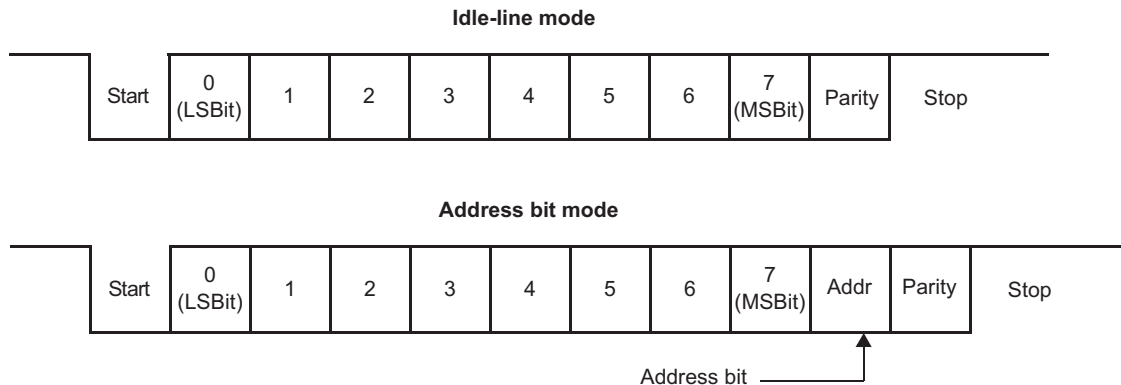 Idle-line mode
Start 0 (LSBit) 1 2 3 4 5 6 7 (MSBit) Parity Stop
Address bit mode
Start 0 (LSBit) 1 2 3 4 5 6 7 (MSBit) Addr Parity Stop
Address bit